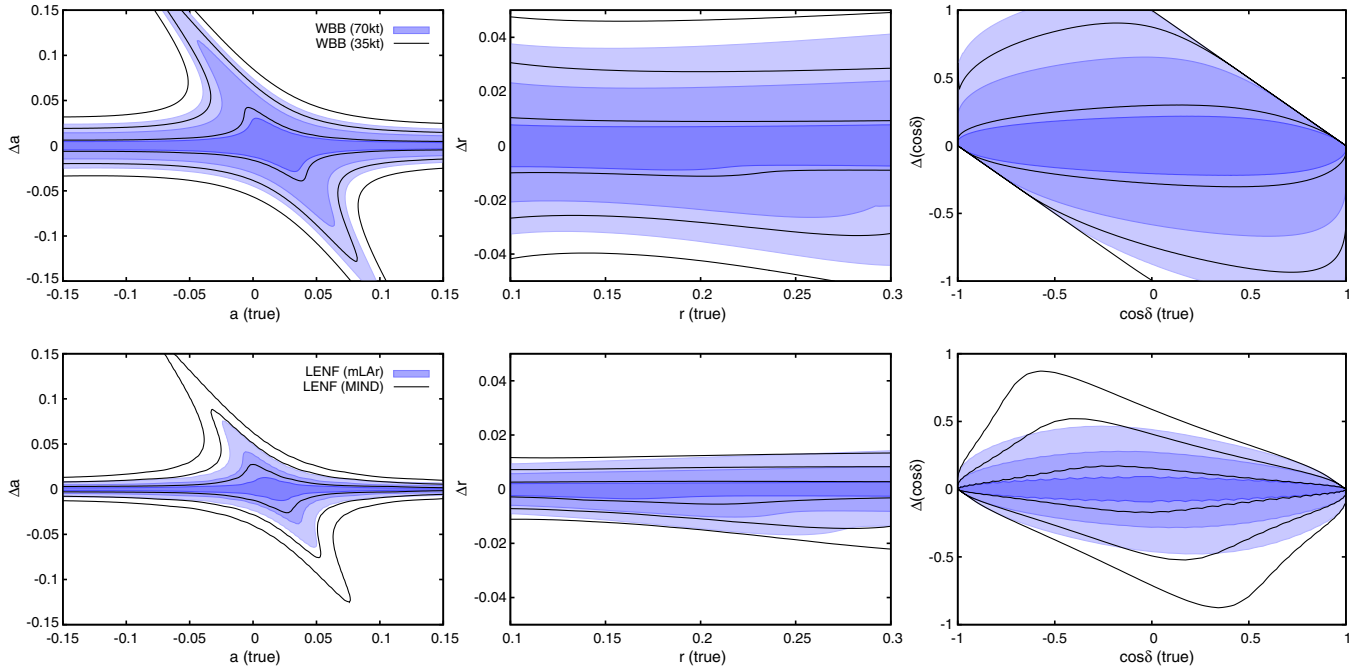 0.15
0.1
0.05
0
-0.05
-0.1
-0.15
Δa
WBB (70kt)
WBB (35kt)
-0.15 -0.1 -0.05 0 0.05 0.1 0.15
a (true)
0.04
0.02
0
-0.02
-0.04
Δr
0.1 0.15 0.2 0.25 0.3
r (true)
1
0.5
0
-0.5
-1
Δ(cosδ)
-1 -0.5 0 0.5 1
cosδ (true)
0.15
0.1
0.05
0
-0.05
-0.1
-0.15
Δa
LENF (mLAr)
LENF (MIND)
-0.15 -0.1 -0.05 0 0.05 0.1 0.15
a (true)
0.04
0.02
0
-0.02
-0.04
Δr
0.1 0.15 0.2 0.25 0.3
r (true)
1
0.5
0
-0.5
-1
Δ(cosδ)
-1 -0.5 0 0.5 1
cosδ (true)